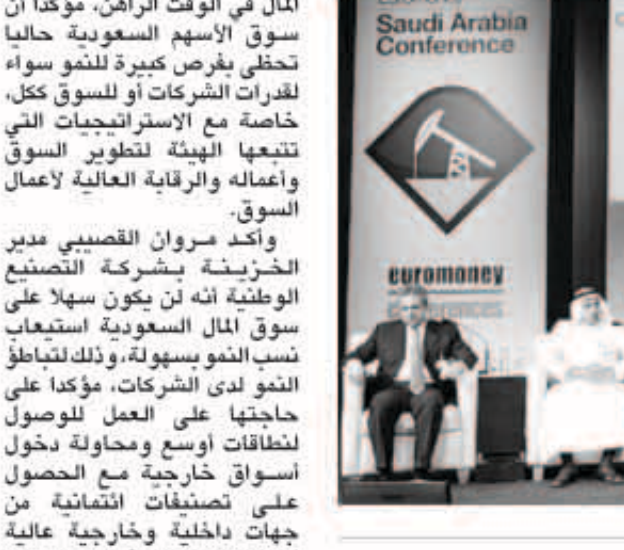 المال في الوقت الراهن، مؤكدا أن
سوق الأسهم السعودية حاليا
تحظى بفرص كبيرة للنمو سواء
لقدرات الشركات أو للسوق ككل،
خاصة مع الاستراتيجيات التي
تتبعها الهيئة لتطوير السوق
وأعماله والرقابة العالية لأعمال
السوق.
وأكد مروان القصيبي مدير
الخزينة بشركة التصنيع
الوطنية أنه لن يكون سهلا على
سوق المال السعودية استيعاب
نسب النمو بسهولة، وذلك لتباطؤ
النمو لدى الشركات، مؤكدا على
حاجتها على العمل للوصول
لنطاقات أوسع ومحاولة دخول
أسواق خارجية مع الحصول
على تصنيفات ائتمانية من
جهات داخلية وخارجية عالية
Saudi Arabia
Conference
euromoney
conferences